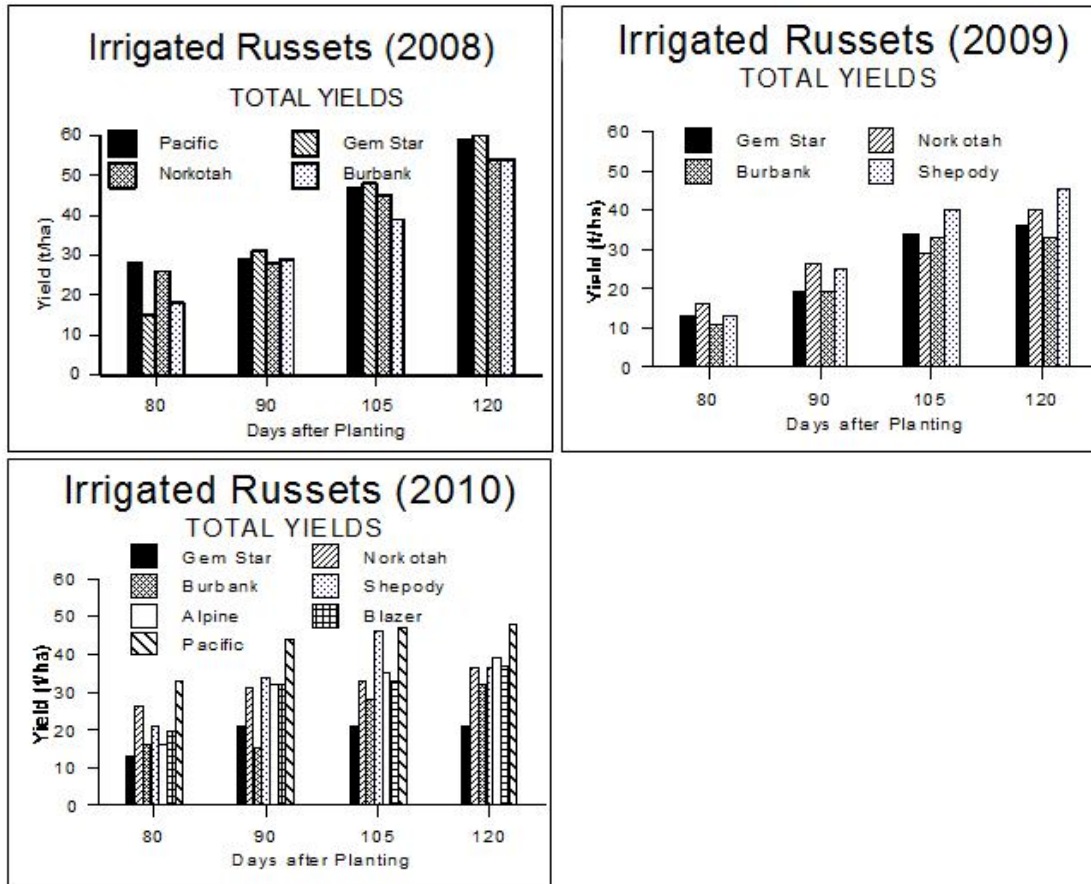 Irrigated Russets (2008)
TOTAL YIELDS
Pacific Gem Star
Norkotah Burbank
60
50
40
30
20
10
0
Yield (t/ha)
80 90 105 120
Days after Planting
Irrigated Russets (2009)
TOTAL YIELDS
Gem Star Norkotah
Burbank Shepody
60
50
40
30
20
10
0
Yield (t/ha)
80 90 105 120
Days after Planting
Irrigated Russets (2010)
TOTAL YIELDS
Gem Star Norkotah
Burbank Shepody
Alpine Blazer
Pacific
60
50
40
30
20
10
0
Yield (t/ha)
80 90 105 120
Days after Planting